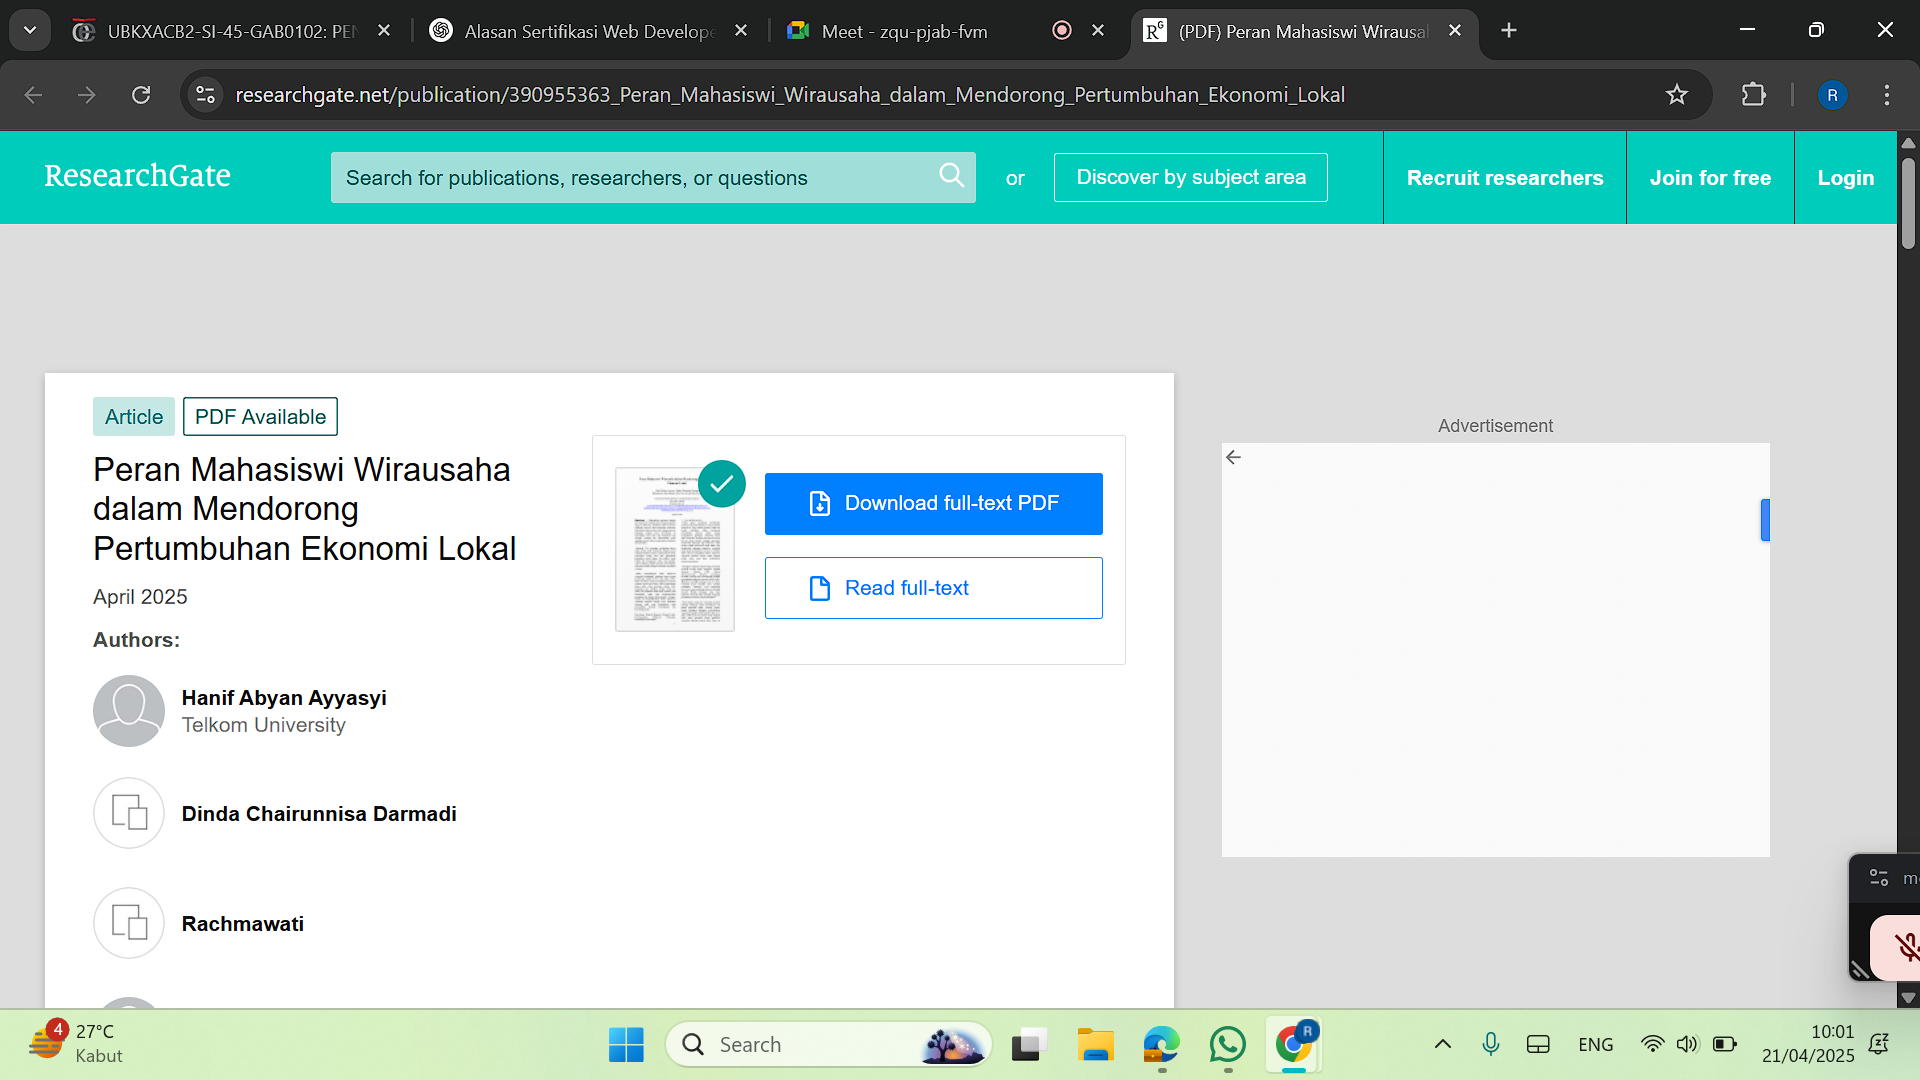 UBKXACB2-SI-45-GAB0102: PEN
Alasan Sertifikasi Web Develope
Meet - zqu-pjab-fvm
(PDF) Peran Mahasiswi Wirausal
researchgate.net/publication/390955363_Peran_Mahasiswi_Wirausaha_dalam_Mendorong_Pertumbuhan_Ekonomi_Lokal
R
ResearchGate
Search for publications, researchers, or questions
or
Discover by subject area
Recruit researchers
Join for free
Login
Article
PDF Available
Peran Mahasiswi Wirausaha
dalam Mendorong
Pertumbuhan Ekonomi Lokal
April 2025
Authors:
Hanif Abyan Ayyasyi
Telkom University
Dinda Chairunnisa Darmadi
Rachmawati
Download full-text PDF
Read full-text
Advertisement
4
27°C
Kabut
Search
R
ENG
10:01
21/04/2025